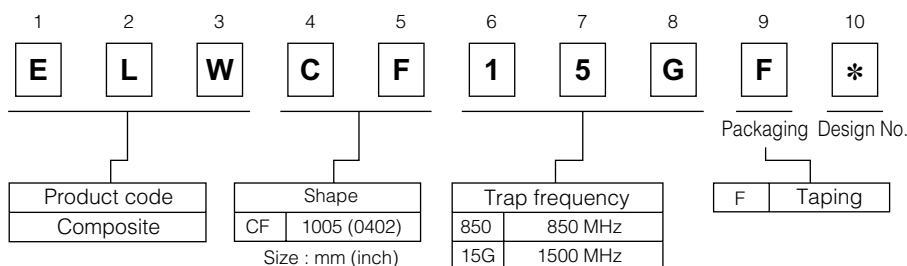 1 2 3 4 5 6 7 8 9 10
E L W C F 1 5 G F *
Packaging Design No.
Product code
Composite
Shape
CF 1005 (0402)
Size : mm (inch)
Trap frequency
850 850 MHz
15G 1500 MHz
F Taping